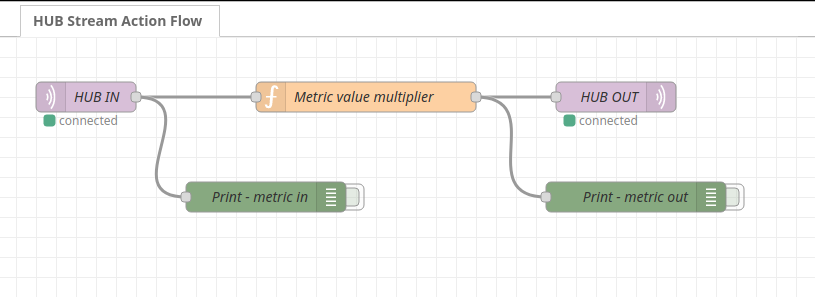 HUB Stream Action Flow
HUB IN
Metric value multiplier
HUB OUT
connected
connected
Print - metric in
Print - metric out